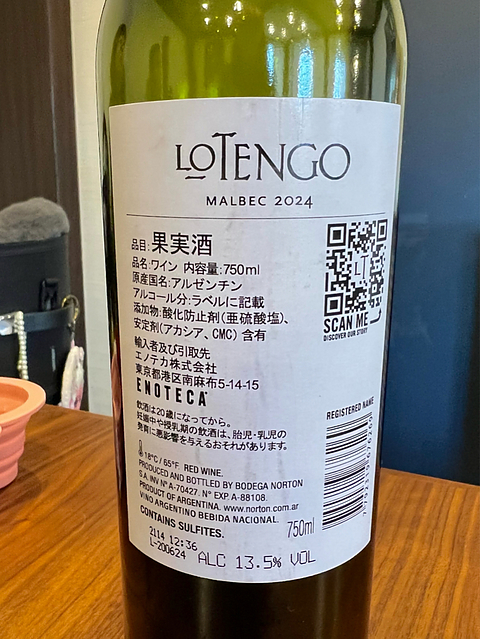 LOTENGO
MALBEC 2024
品目: 果実酒
品名:ワイン 内容量:750ml
原産国名:アルゼンチン
アルコール分:ラベルに記載
添加物:酸化防止剤(亜硫酸塩)、
安定剤(アカシア、CMC) 含有
LT
SCAN ME
DISCOVER OUR STORY
輸入者及び引取先
エノテカ株式会社
東京都港区南麻布5-14-15
ENOTECA
飲酒は20歳になってから。
妊娠中や授乳期の飲酒は、胎児・乳児の
発育に悪影響を与えるおそれがあります。
REGISTERED NAME
18°C / 65°F RED WINE.
PRODUCED AND BOTTLED BY BODEGA NORTON
S.A. INV Nº A-70427. Nº EXP. A-88108.
PRODUCT OF ARGENTINA. www.norton.com.ar
VINO ARGENTINO BEBIDA NACIONAL.
CONTAINS SULFITES.
750ml
2114 12:36
L-200624 ALC 13.5% VOL